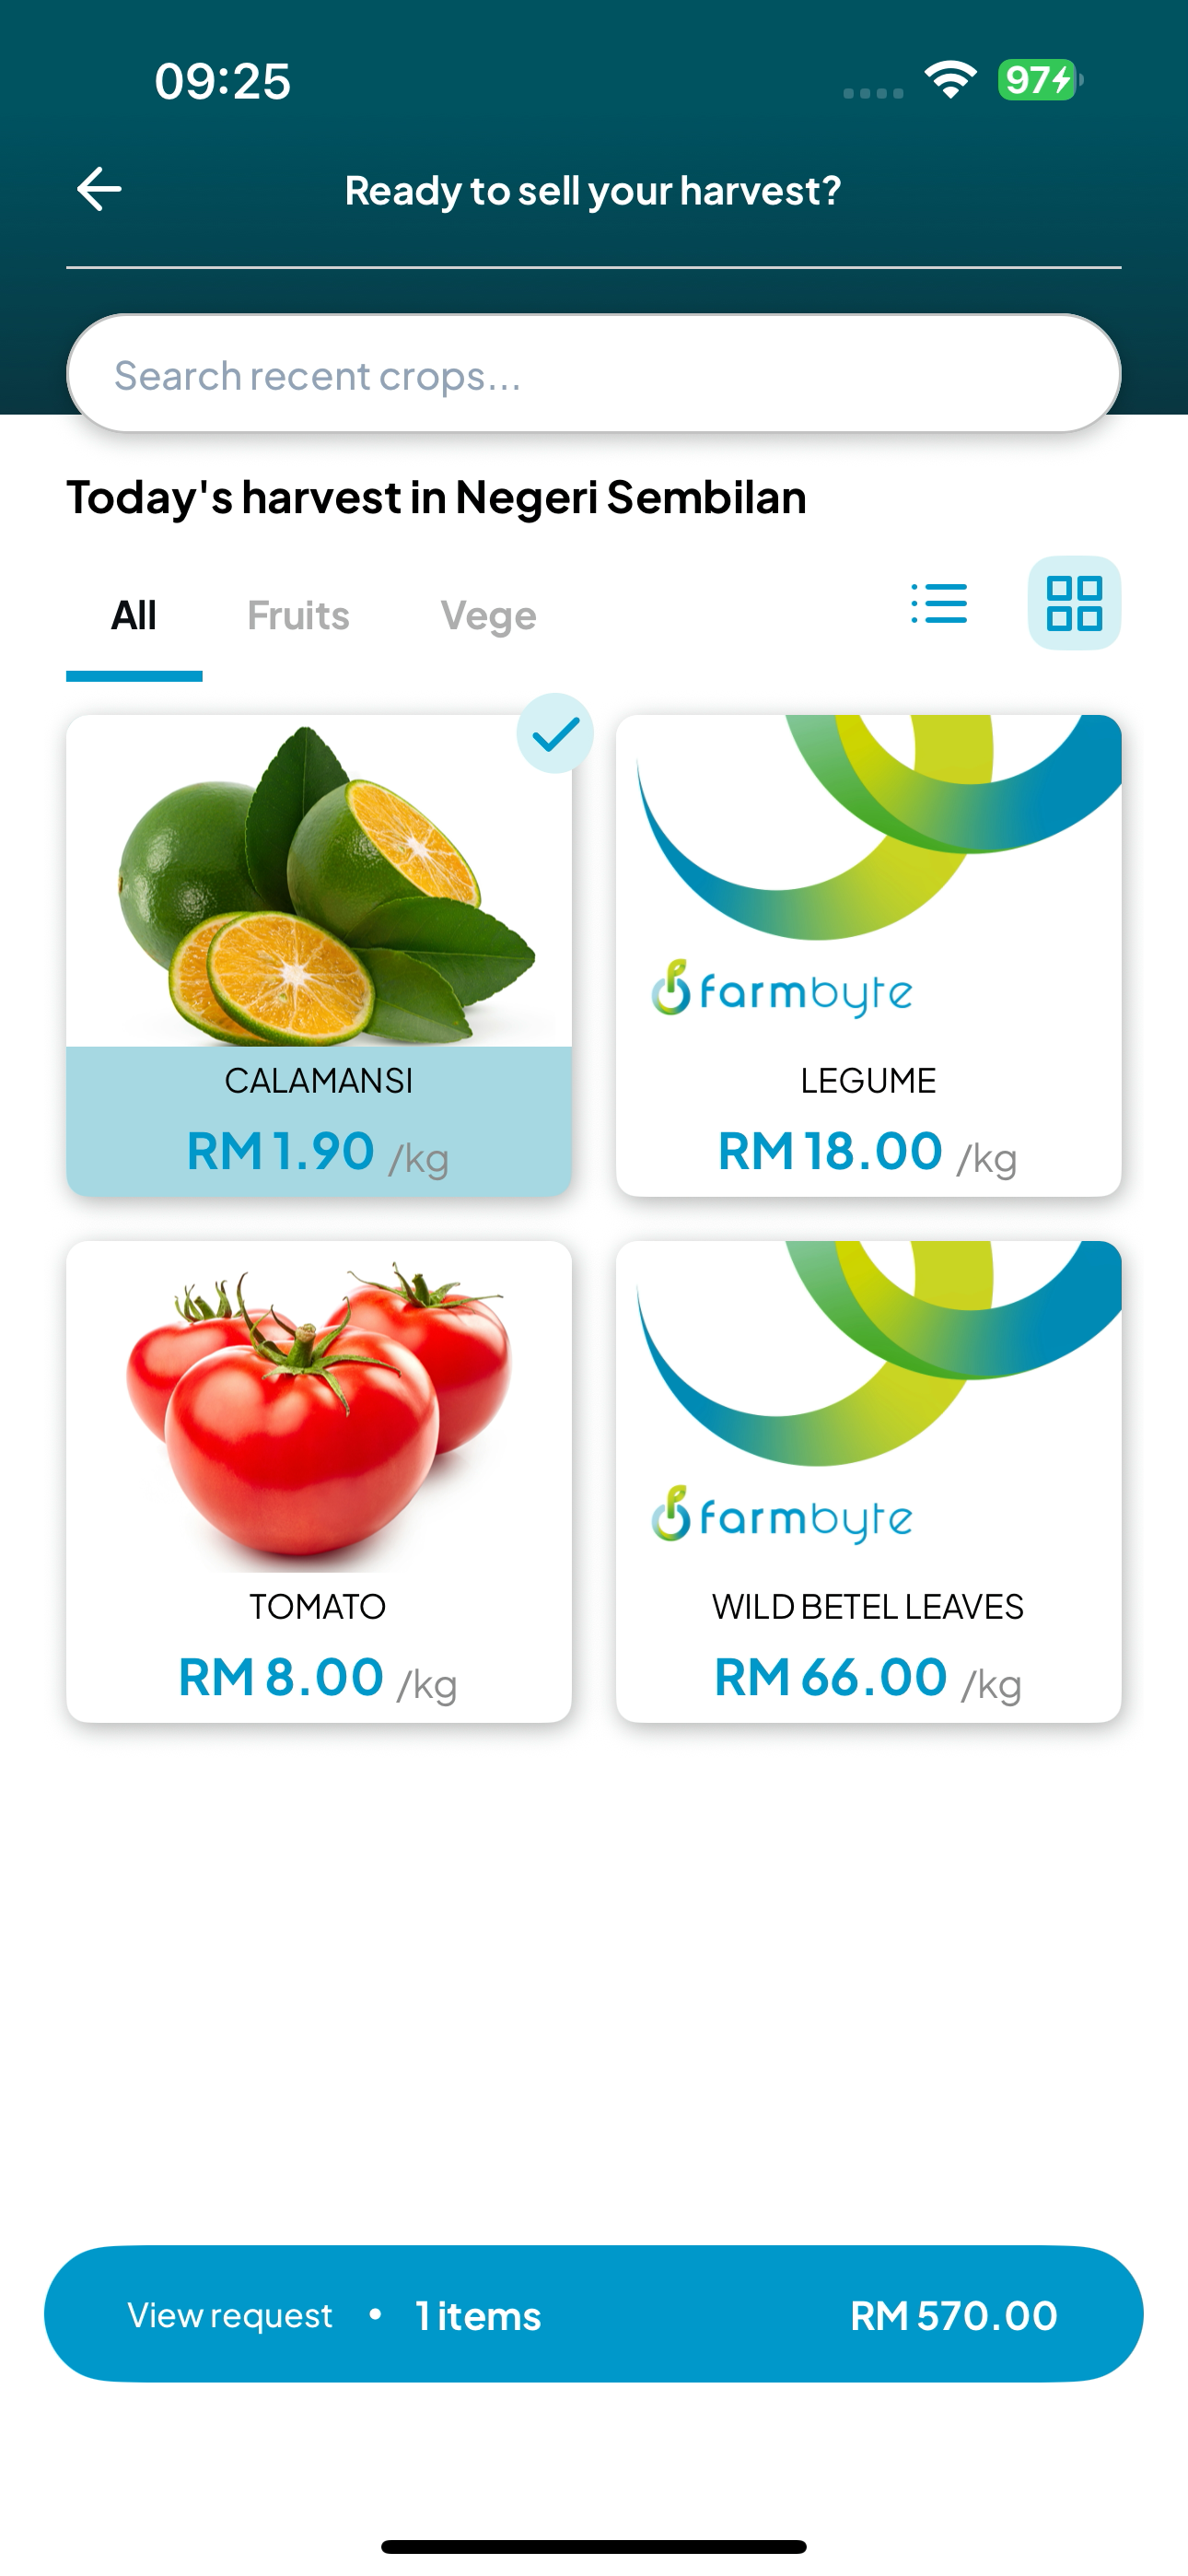 09:25
97
Ready to sell your harvest?
Search recent crops...
Today's harvest in Negeri Sembilan
All Fruits Vege
farmbyte
CALAMANSI LEGUME
RM 1.90 /kg RM 18.00 /kg
farmbyte
TOMATO WILD BETEL LEAVES
RM 8.00 /kg RM 66.00 /kg
View request • 1 items RM 570.00